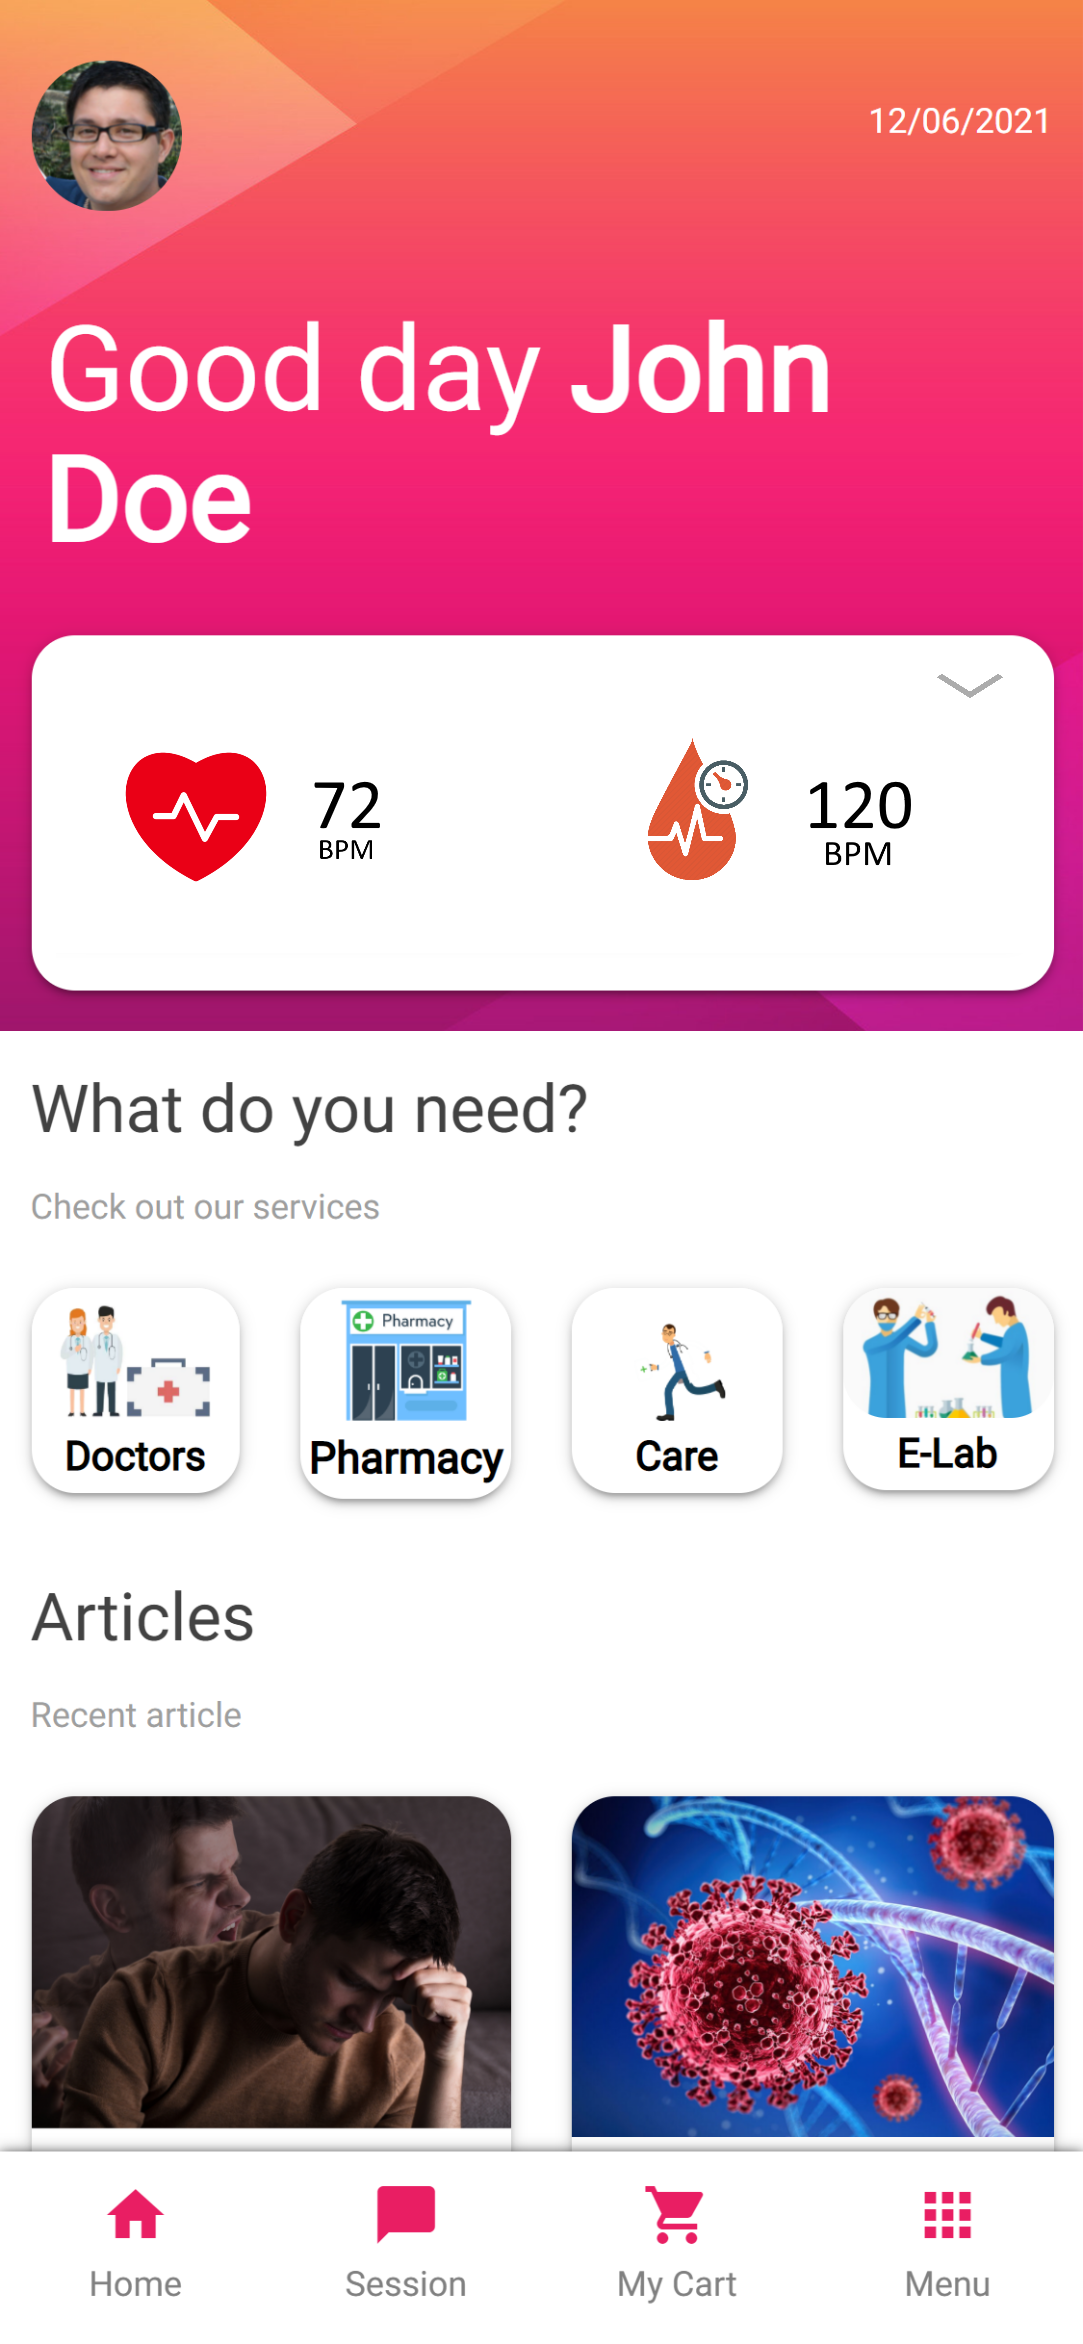 12/06/2021
Good day John
Doe
72
BPM
120
BPM
What do you need?
Check out our services
Pharmacy
Doctors
Pharmacy
Care
E-Lab
Articles
Recent article
Home
Session
My Cart
Menu